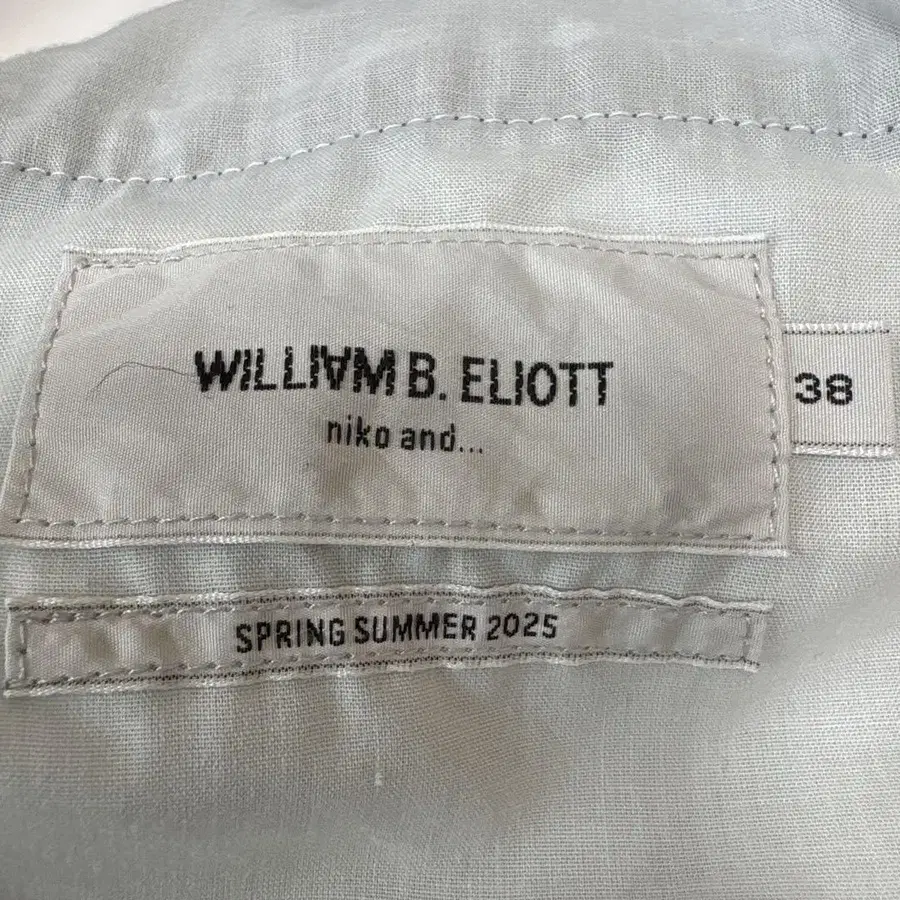 WILLIAM B. ELIOTT
niko and...
38
SPRING SUMMER 2025